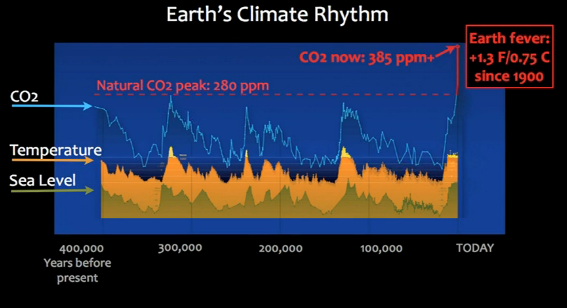 Earth's Climate Rhythm
Earth fever:
+1.3 F/0.75 C
since 1900
CO2 now: 385 ppm+
Natural CO2 peak: 280 ppm
CO2
Temperature
Sea Level
400,000
Years before
present
300,000
200,000
100,000
TODAY